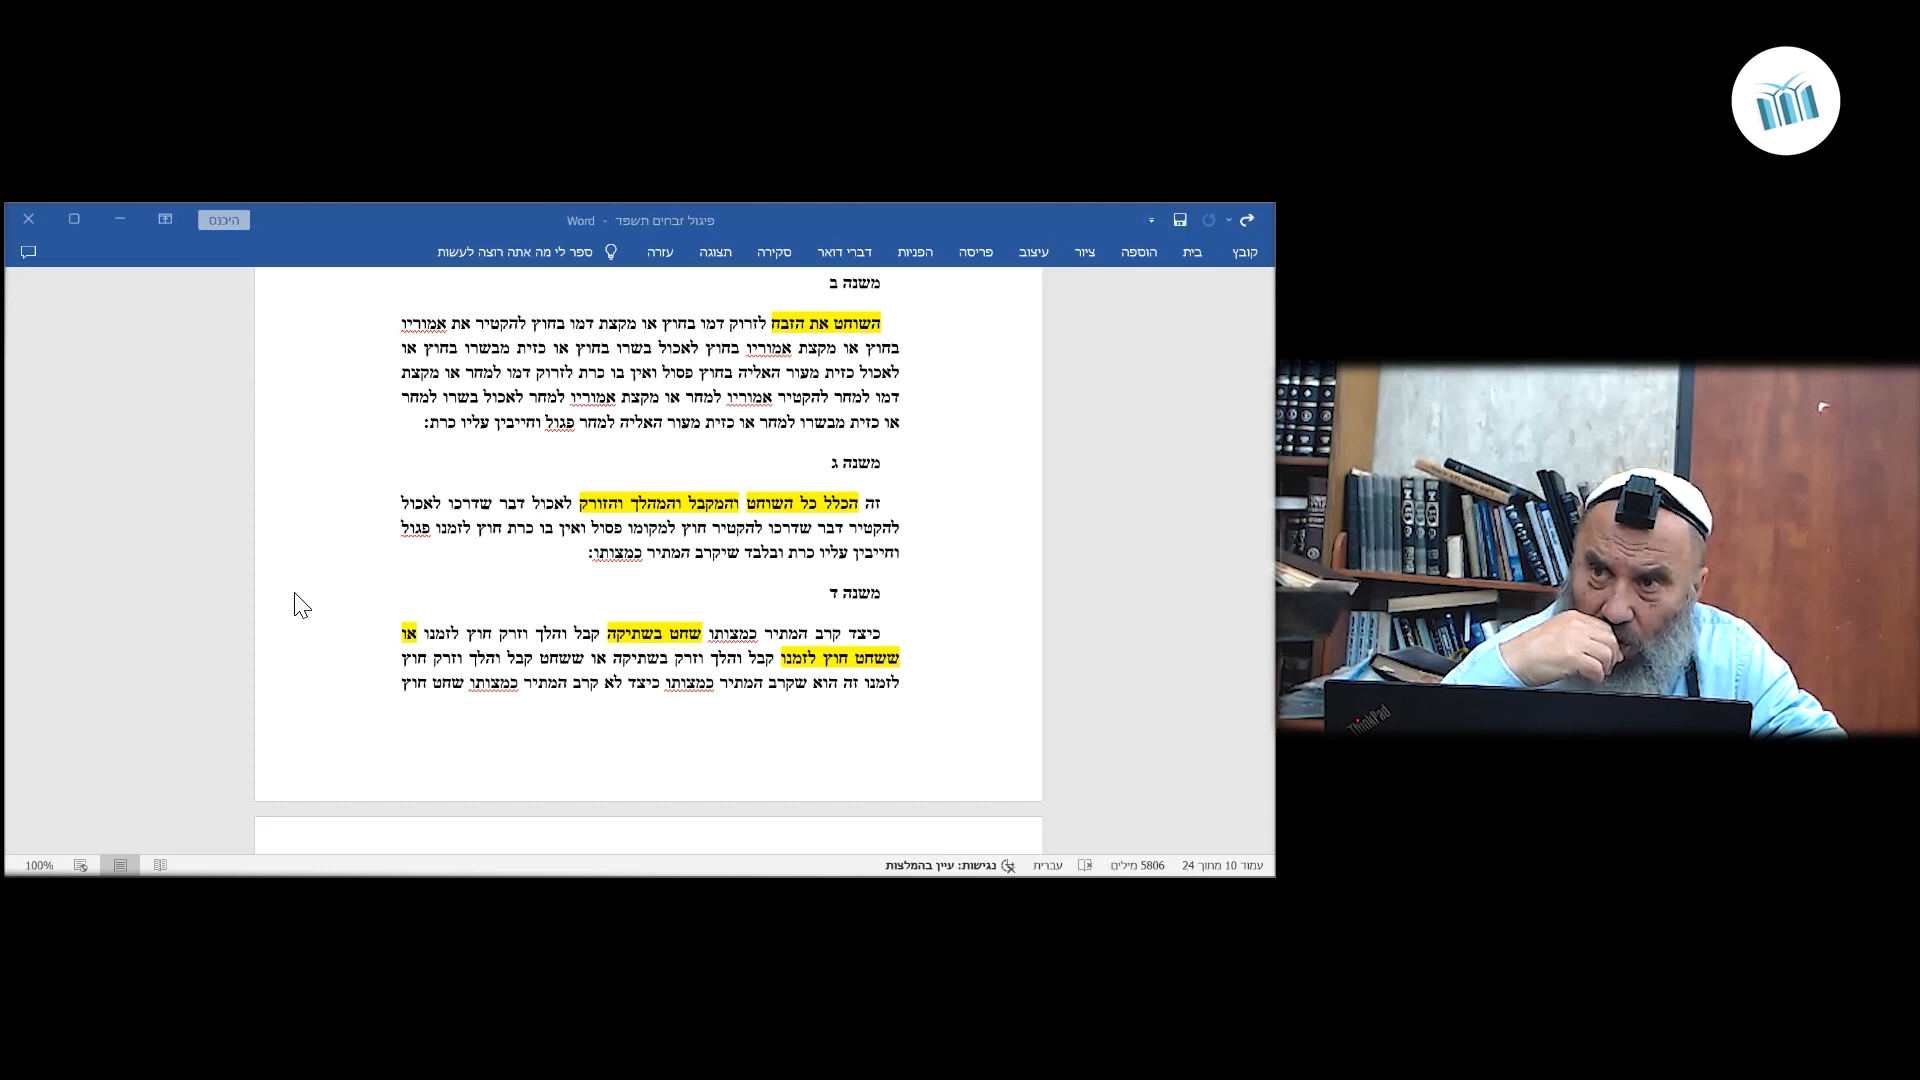 היכנס
פיגול זבחים תשפד - Word
קובץ בית הוספה ציור עיצוב פריסה הפניות דברי דואר סקירה תצוגה עזרה ספר לי מה אתה רוצה לעשות
משנה ב
השוחט את הזבח לזרוק דמו בחוץ או מקצת דמו בחוץ להקטיר את אמוריו
בחוץ או מקצת אמוריו בחוץ לאכול בשרו בחוץ או כזית מבשרו בחוץ או
לאכול כזית מעור האליה בחוץ פסול ואין בו כרת לזרוק דמו למחר או מקצת
דמו למחר להקטיר אמוריו למחר או מקצת אמוריו למחר לאכול בשרו למחר
או כזית מבשרו למחר או כזית מעור האליה למחר פגול וחייבין עליו כרת:
משנה ג
זה הכלל כל השוחט והמקבל והמהלך והזורק לאכול דבר שדרכו לאכול
להקטיר דבר שדרכו להקטיר חוץ למקומו פסול ואין בו כרת חוץ לזמנו פגול
וחייבין עליו כרת ובלבד שיקרב המתיר כמצותו:
משנה ד
כיצד קרב המתיר כמצותו שחט בשתיקה קבל והלך וזרק חוץ לזמנו או
ששחט חוץ לזמנו קבל והלך וזרק בשתיקה או ששחט קבל והלך וזרק חוץ
לזמנו זה הוא שקרב המתיר כמצותו כיצד לא קרב המתיר כמצותו שחט חוץ
עמוד 10 מתוך 24 5806 מילים עברית נגישות: עיין בהמלצות 100%
ThinkPad